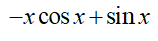 −x cos x + sin x